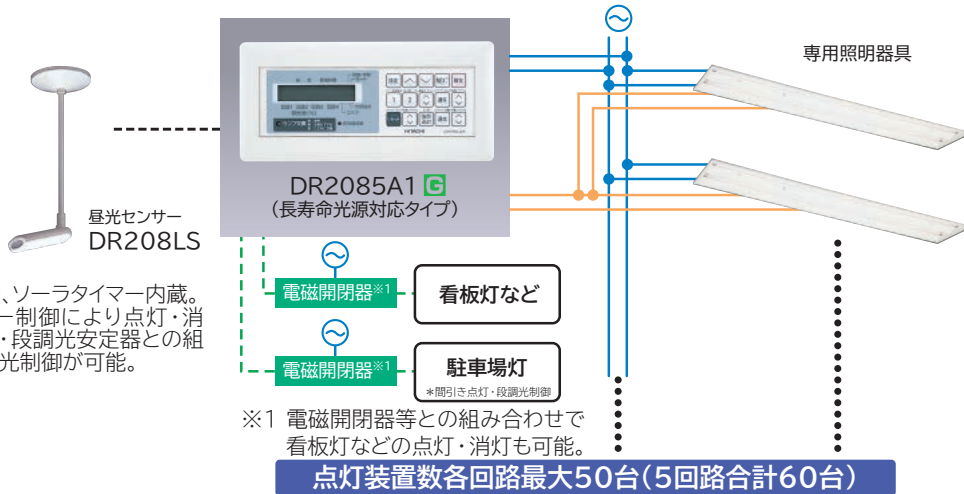 専用照明器具
HITACHI
DR2085A1 G
(長寿命光源対応タイプ)
昼光センサー
DR208LS
、ソーラタイマー内蔵。
ー制御により点灯・消
・段調光安定器との組
光制御が可能。
電磁開閉器※1
看板灯など
電磁開閉器※1
駐車場灯
＊間引き点灯・段調光制御
※1 電磁開閉器等との組み合わせで
看板灯などの点灯・消灯も可能。
点灯装置数各回路最大50台(5回路合計60台)